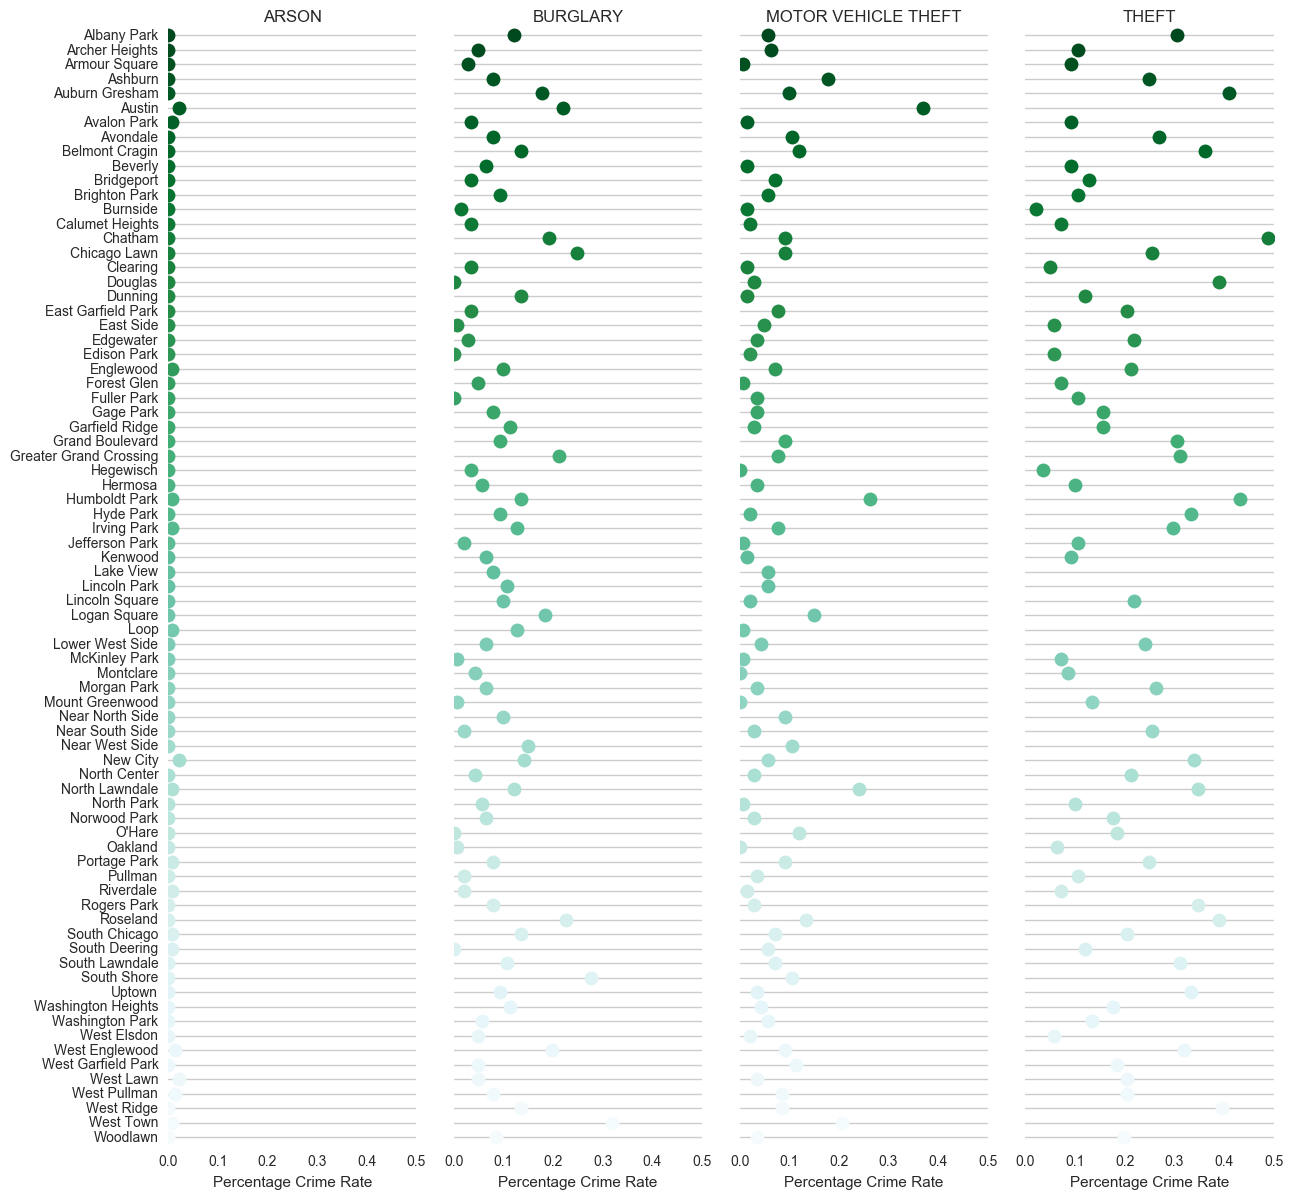 ARSON BURGLARY MOTOR VEHICLE THEFT THEFT
Albany Park
Archer Heights
Armour Square
Ashburn
Auburn Gresham
Austin
Avalon Park
Avondale
Belmont Cragin
Beverly
Bridgeport
Brighton Park
Burnside
Calumet Heights
Chatham
Chicago Lawn
Clearing
Douglas
Dunning
East Garfield Park
East Side
Edgewater
Edison Park
Englewood
Forest Glen
Fuller Park
Gage Park
Garfield Ridge
Grand Boulevard
Greater Grand Crossing
Hegewisch
Hermosa
Humboldt Park
Hyde Park
Irving Park
Jefferson Park
Kenwood
Lake View
Lincoln Park
Lincoln Square
Logan Square
Loop
Lower West Side
McKinley Park
Montclare
Morgan Park
Mount Greenwood
Near North Side
Near South Side
Near West Side
New City
North Center
North Lawndale
North Park
Norwood Park
O'Hare
Oakland
Portage Park
Pullman
Riverdale
Rogers Park
Roseland
South Chicago
South Deering
South Lawndale
South Shore
Uptown
Washington Heights
Washington Park
West Elsdon
West Englewood
West Garfield Park
West Lawn
West Pullman
West Ridge
West Town
Woodlawn
0.0 0.1 0.2 0.3 0.4 0.5 0.0 0.1 0.2 0.3 0.4 0.5 0.0 0.1 0.2 0.3 0.4 0.5 0.0 0.1 0.2 0.3 0.4 0.5
Percentage Crime Rate Percentage Crime Rate Percentage Crime Rate Percentage Crime Rate